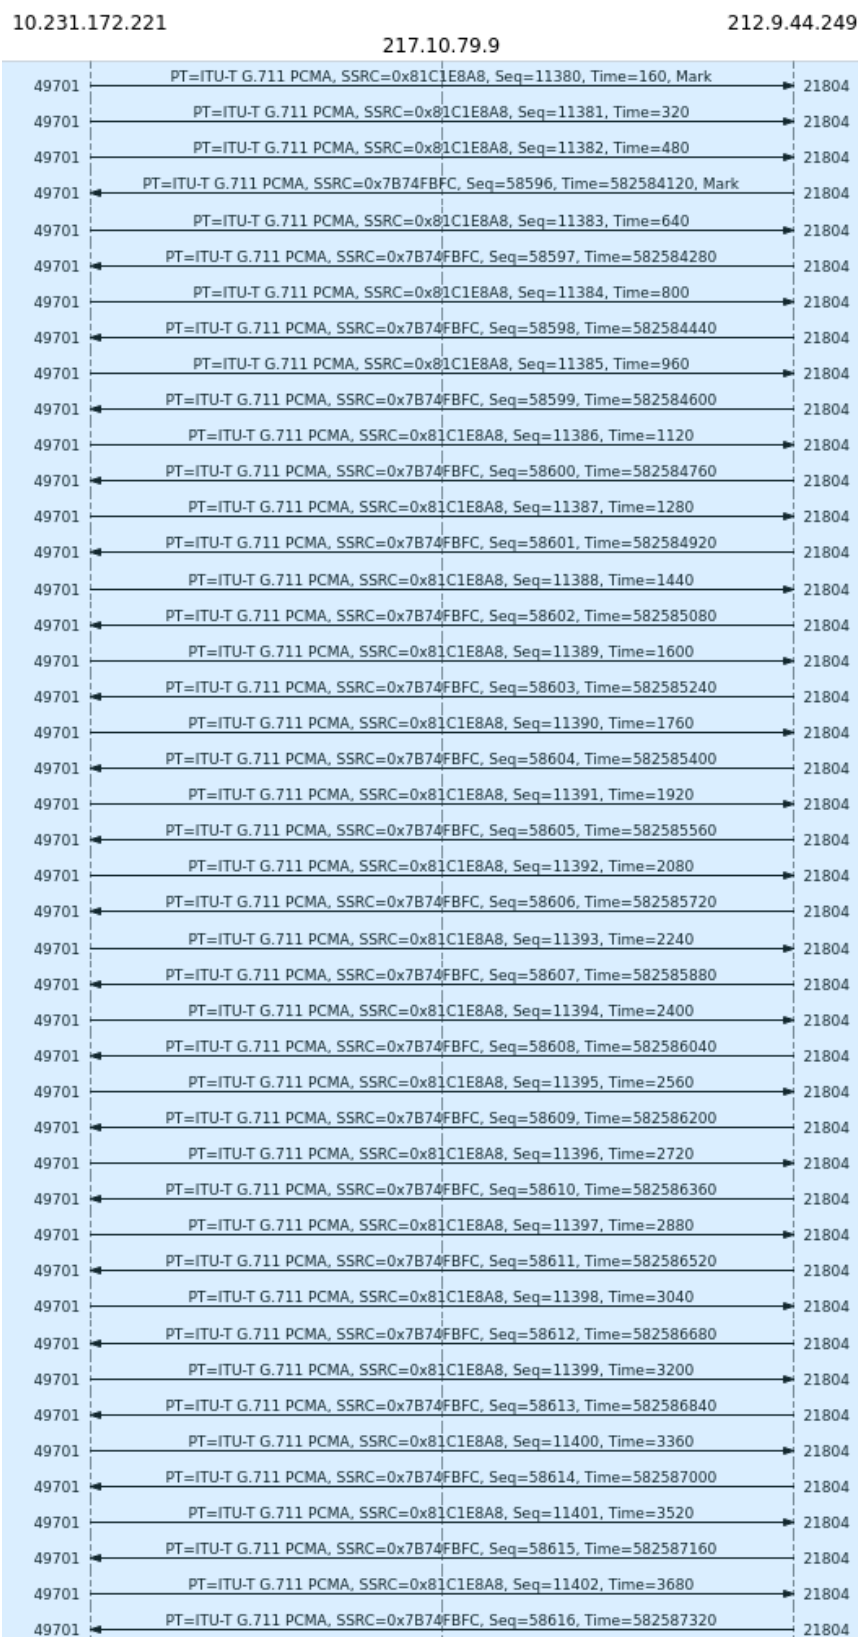 10.231.172.221 212.9.44.249
217.10.79.9
PT=ITU-T G.711 PCMA, SSRC=0x81C1E8A8, Seq=11380, Time=160, Mark
49701 21804
PT=ITU-T G.711 PCMA, SSRC=0x81C1E8A8, Seq=11381, Time=320
49701 21804
PT=ITU-T G.711 PCMA, SSRC=0x81C1E8A8, Seq=11382, Time=480
49701 21804
PT=ITU-T G.711 PCMA, SSRC=0x7B74FBFC, Seq=58596, Time=582584120, Mark
49701 21804
PT=ITU-T G.711 PCMA, SSRC=0x81C1E8A8, Seq=11383, Time=640
49701 21804
PT=ITU-T G.711 PCMA, SSRC=0x7B74FBFC, Seq=58597, Time=582584280
49701 21804
PT=ITU-T G.711 PCMA, SSRC=0x81C1E8A8, Seq=11384, Time=800
49701 21804
PT=ITU-T G.711 PCMA, SSRC=0x7B74FBFC, Seq=58598, Time=582584440
49701 21804
PT=ITU-T G.711 PCMA, SSRC=0x81C1E8A8, Seq=11385, Time=960
49701 21804
PT=ITU-T G.711 PCMA, SSRC=0x7B74FBFC, Seq=58599, Time=582584600
49701 21804
PT=ITU-T G.711 PCMA, SSRC=0x81C1E8A8, Seq=11386, Time=1120
49701 21804
PT=ITU-T G.711 PCMA, SSRC=0x7B74FBFC, Seq=58600, Time=582584760
49701 21804
PT=ITU-T G.711 PCMA, SSRC=0x81C1E8A8, Seq=11387, Time=1280
49701 21804
PT=ITU-T G.711 PCMA, SSRC=0x7B74FBFC, Seq=58601, Time=582584920
49701 21804
PT=ITU-T G.711 PCMA, SSRC=0x81C1E8A8, Seq=11388, Time=1440
49701 21804
PT=ITU-T G.711 PCMA, SSRC=0x7B74FBFC, Seq=58602, Time=582585080
49701 21804
PT=ITU-T G.711 PCMA, SSRC=0x81C1E8A8, Seq=11389, Time=1600
49701 21804
PT=ITU-T G.711 PCMA, SSRC=0x7B74FBFC, Seq=58603, Time=582585240
49701 21804
PT=ITU-T G.711 PCMA, SSRC=0x81C1E8A8, Seq=11390, Time=1760
49701 21804
PT=ITU-T G.711 PCMA, SSRC=0x7B74FBFC, Seq=58604, Time=582585400
49701 21804
PT=ITU-T G.711 PCMA, SSRC=0x81C1E8A8, Seq=11391, Time=1920
49701 21804
PT=ITU-T G.711 PCMA, SSRC=0x7B74FBFC, Seq=58605, Time=582585560
49701 21804
PT=ITU-T G.711 PCMA, SSRC=0x81C1E8A8, Seq=11392, Time=2080
49701 21804
PT=ITU-T G.711 PCMA, SSRC=0x7B74FBFC, Seq=58606, Time=582585720
49701 21804
PT=ITU-T G.711 PCMA, SSRC=0x81C1E8A8, Seq=11393, Time=2240
49701 21804
PT=ITU-T G.711 PCMA, SSRC=0x7B74FBFC, Seq=58607, Time=582585880
49701 21804
PT=ITU-T G.711 PCMA, SSRC=0x81C1E8A8, Seq=11394, Time=2400
49701 21804
PT=ITU-T G.711 PCMA, SSRC=0x7B74FBFC, Seq=58608, Time=582586040
49701 21804
PT=ITU-T G.711 PCMA, SSRC=0x81C1E8A8, Seq=11395, Time=2560
49701 21804
PT=ITU-T G.711 PCMA, SSRC=0x7B74FBFC, Seq=58609, Time=582586200
49701 21804
PT=ITU-T G.711 PCMA, SSRC=0x81C1E8A8, Seq=11396, Time=2720
49701 21804
PT=ITU-T G.711 PCMA, SSRC=0x7B74FBFC, Seq=58610, Time=582586360
49701 21804
PT=ITU-T G.711 PCMA, SSRC=0x81C1E8A8, Seq=11397, Time=2880
49701 21804
PT=ITU-T G.711 PCMA, SSRC=0x7B74FBFC, Seq=58611, Time=582586520
49701 21804
PT=ITU-T G.711 PCMA, SSRC=0x81C1E8A8, Seq=11398, Time=3040
49701 21804
PT=ITU-T G.711 PCMA, SSRC=0x7B74FBFC, Seq=58612, Time=582586680
49701 21804
PT=ITU-T G.711 PCMA, SSRC=0x81C1E8A8, Seq=11399, Time=3200
49701 21804
PT=ITU-T G.711 PCMA, SSRC=0x7B74FBFC, Seq=58613, Time=582586840
49701 21804
PT=ITU-T G.711 PCMA, SSRC=0x81C1E8A8, Seq=11400, Time=3360
49701 21804
PT=ITU-T G.711 PCMA, SSRC=0x7B74FBFC, Seq=58614, Time=582587000
49701 21804
PT=ITU-T G.711 PCMA, SSRC=0x81C1E8A8, Seq=11401, Time=3520
49701 21804
PT=ITU-T G.711 PCMA, SSRC=0x7B74FBFC, Seq=58615, Time=582587160
49701 21804
PT=ITU-T G.711 PCMA, SSRC=0x81C1E8A8, Seq=11402, Time=3680
49701 21804
PT=ITU-T G.711 PCMA, SSRC=0x7B74FBFC, Seq=58616, Time=582587320
49701 21804